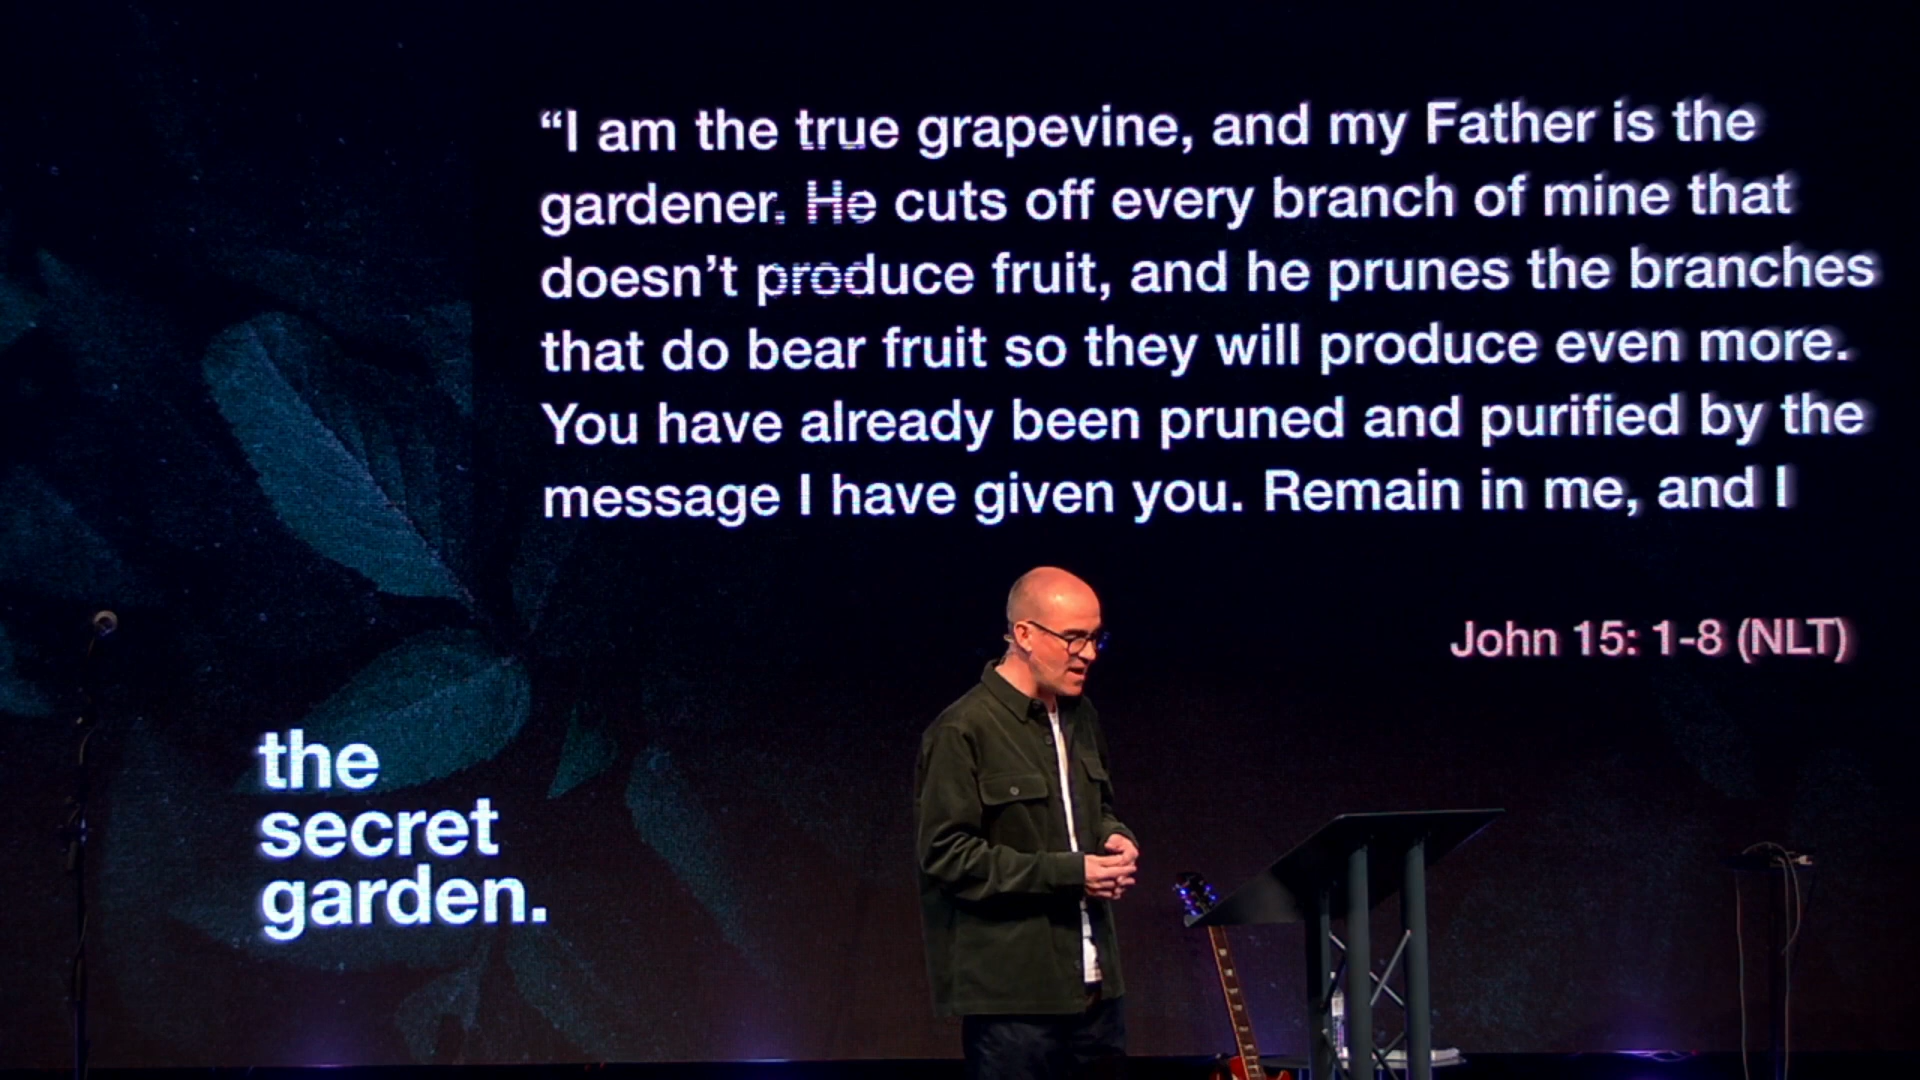 “I am the true grapevine, and my Father is the
gardener. He cuts off every branch of mine that
doesn’t produce fruit, and he prunes the branches
that do bear fruit so they will produce even more.
You have already been pruned and purified by the
message I have given you. Remain in me, and I
John 15: 1-8 (NLT)
the
secret
garden.